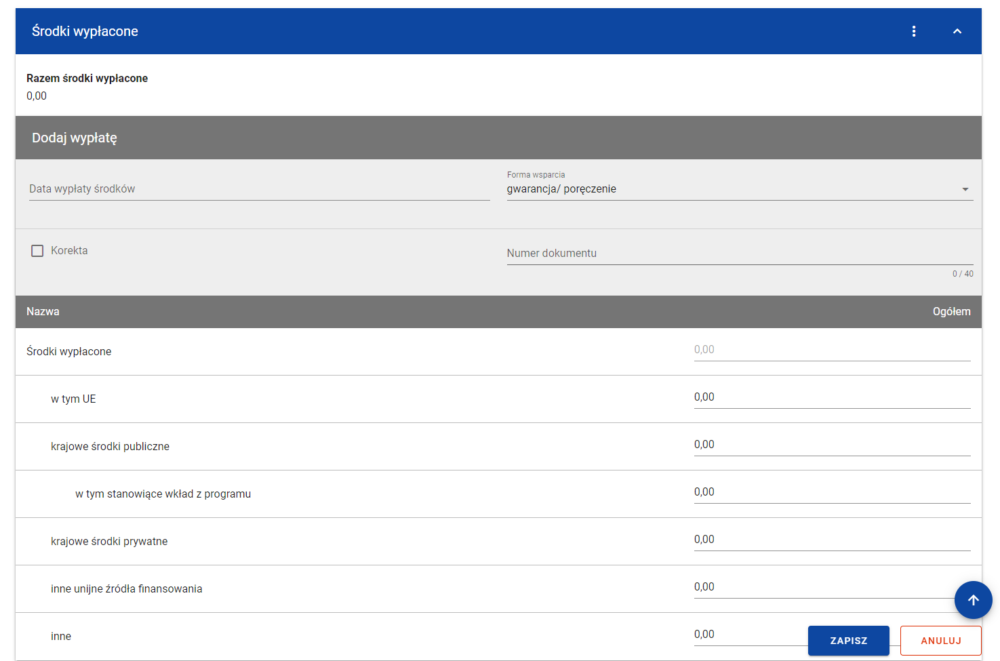 Środki wypłacone
Razem środki wypłacone
0,00
Dodaj wypłatę
Data wypłaty środków
Forma wsparcia
gwarancja/ poręczenie
Korekta
Numer dokumentu
0 / 40
Nazwa Ogółem
Środki wypłacone 0,00
w tym UE 0,00
krajowe środki publiczne 0,00
w tym stanowiące wkład z programu 0,00
krajowe środki prywatne 0,00
inne unijne źródła finansowania 0,00
inne 0,00
ZAPISZ ANULUJ